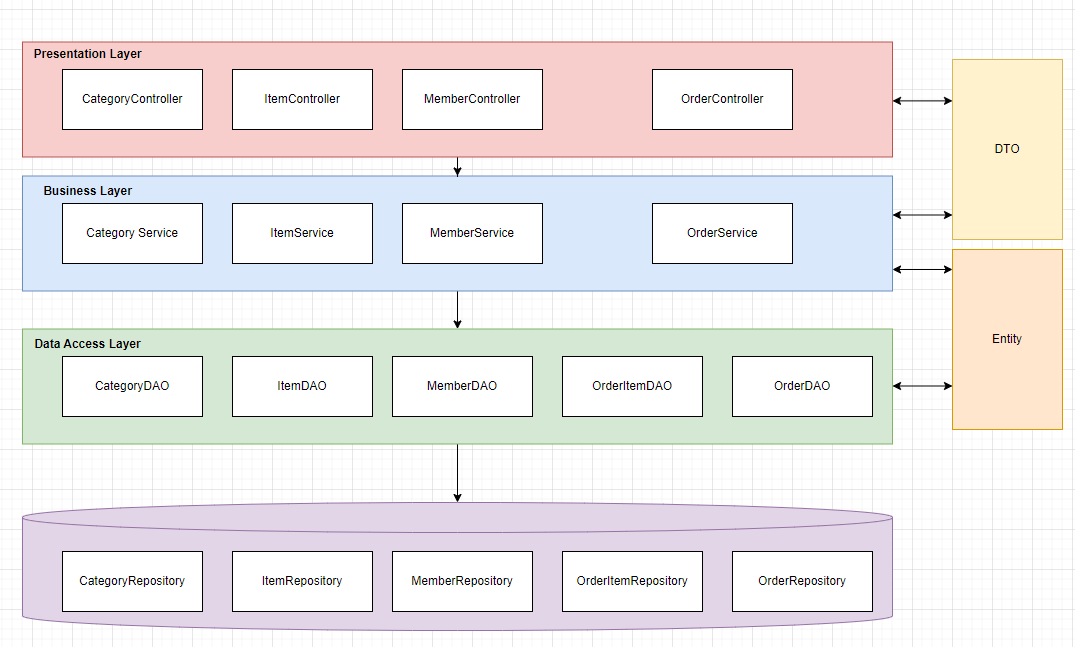 Presentation Layer
CategoryController
ItemController
MemberController
OrderController
DTO
Business Layer
Category Service
ItemService
MemberService
OrderService
Entity
Data Access Layer
CategoryDAO
ItemDAO
MemberDAO
OrderItemDAO
OrderDAO
CategoryRepository
ItemRepository
MemberRepository
OrderItemRepository
OrderRepository